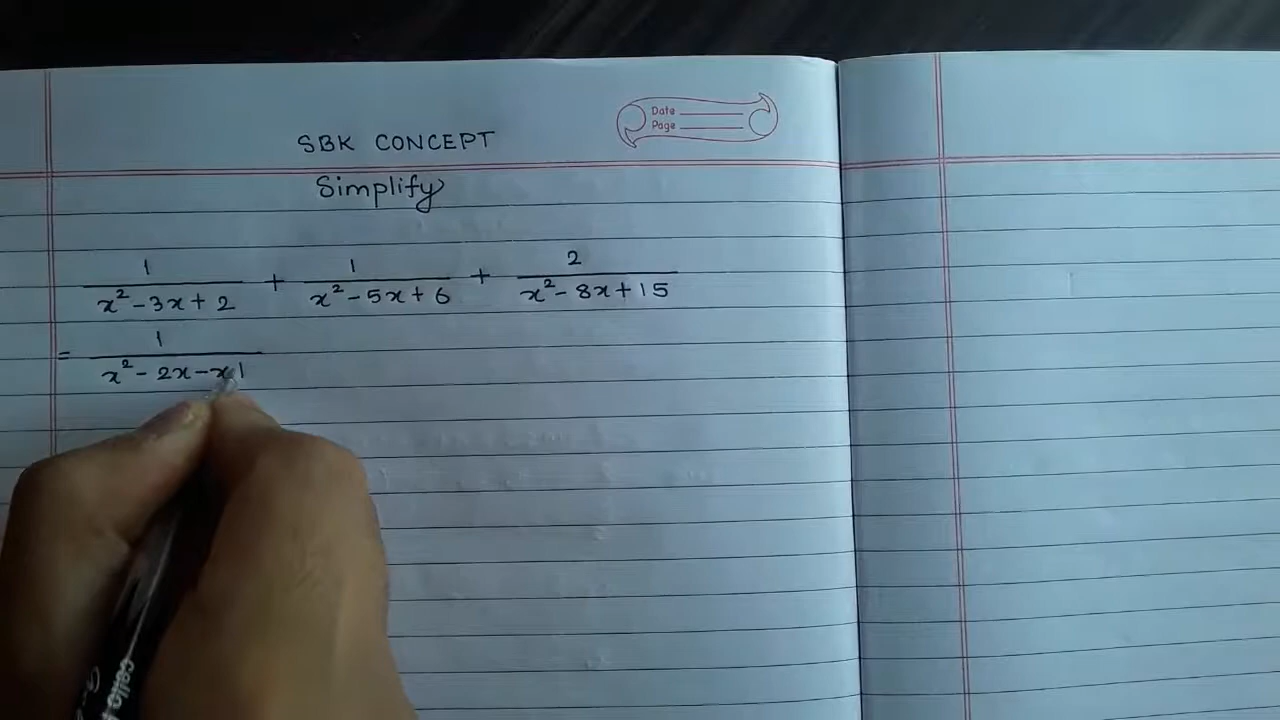 Date
Page
SBK CONCEPT
Simplify
1/(x² - 3x + 2) + 1/(x² - 5x + 6) + 2/(x² - 8x + 15)
= 1/(x² - 2x - x
cello